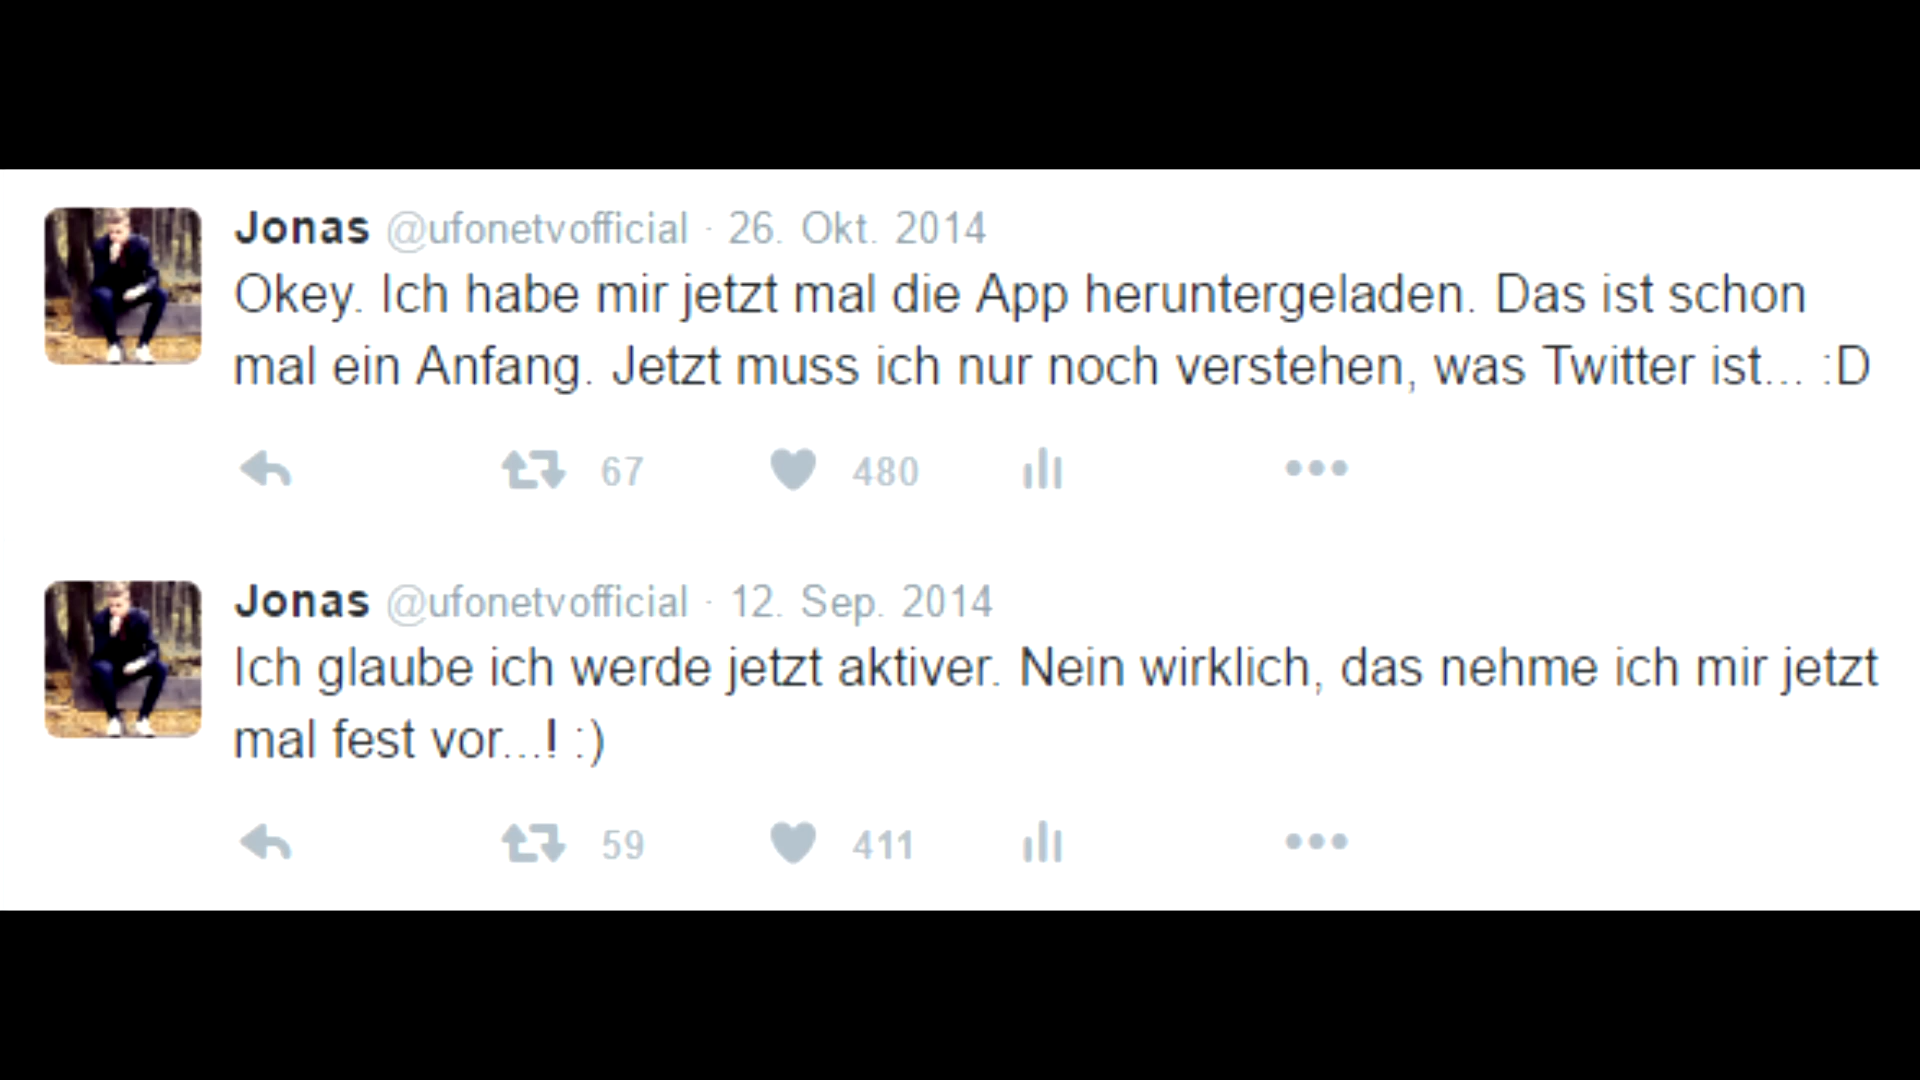 Jonas @ufonetvofficial · 26. Okt. 2014
Okey. Ich habe mir jetzt mal die App heruntergeladen. Das ist schon
mal ein Anfang. Jetzt muss ich nur noch verstehen, was Twitter ist... :D
67 480
Jonas @ufonetvofficial · 12. Sep. 2014
Ich glaube ich werde jetzt aktiver. Nein wirklich, das nehme ich mir jetzt
mal fest vor...! :)
59 411